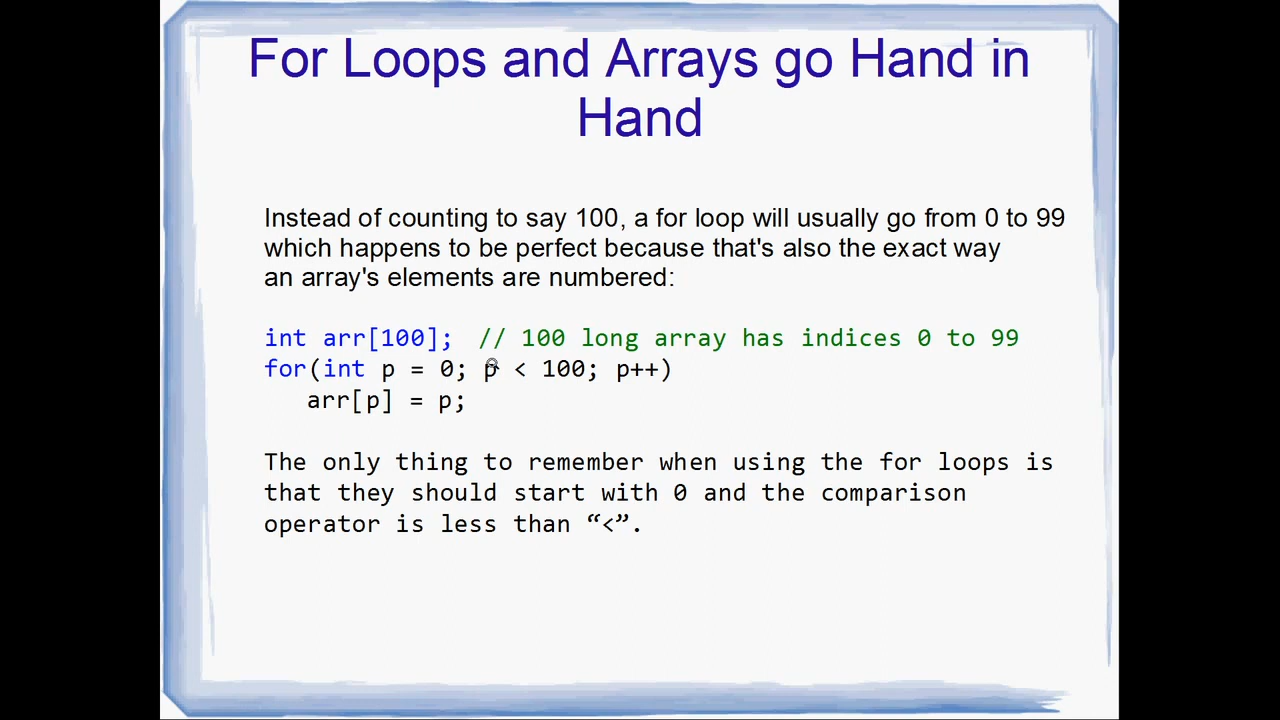 For Loops and Arrays go Hand in
Hand
Instead of counting to say 100, a for loop will usually go from 0 to 99
which happens to be perfect because that's also the exact way
an array's elements are numbered:
int arr[100]; // 100 long array has indices 0 to 99
for(int p = 0; p < 100; p++)
arr[p] = p;
The only thing to remember when using the for loops is
that they should start with 0 and the comparison
operator is less than “<”.